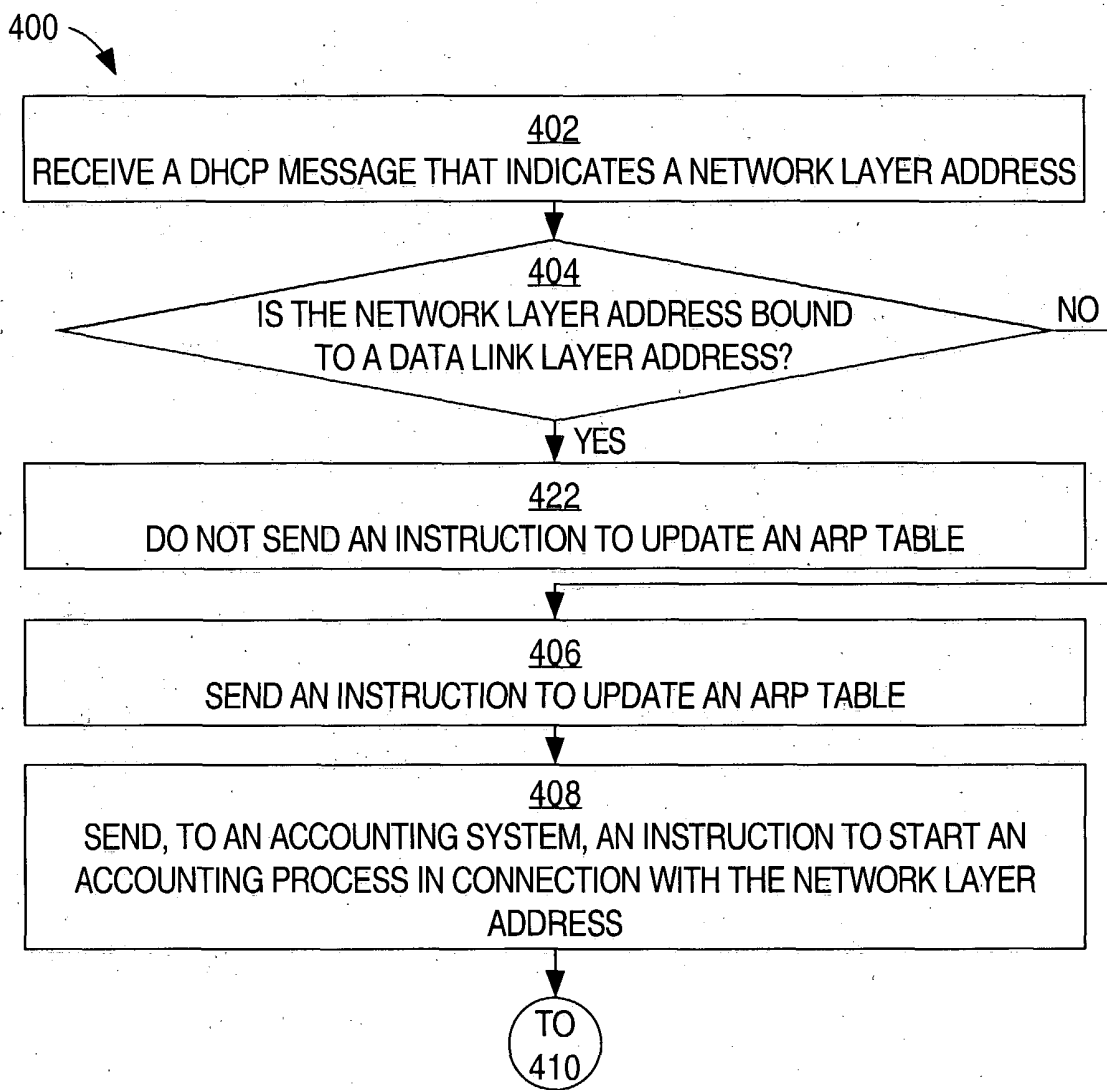 400
402
RECEIVE A DHCP MESSAGE THAT INDICATES A NETWORK LAYER ADDRESS
404
IS THE NETWORK LAYER ADDRESS BOUND
TO A DATA LINK LAYER ADDRESS?
NO
YES
422
DO NOT SEND AN INSTRUCTION TO UPDATE AN ARP TABLE
406
SEND AN INSTRUCTION TO UPDATE AN ARP TABLE
408
SEND, TO AN ACCOUNTING SYSTEM, AN INSTRUCTION TO START AN
ACCOUNTING PROCESS IN CONNECTION WITH THE NETWORK LAYER
ADDRESS
TO
410